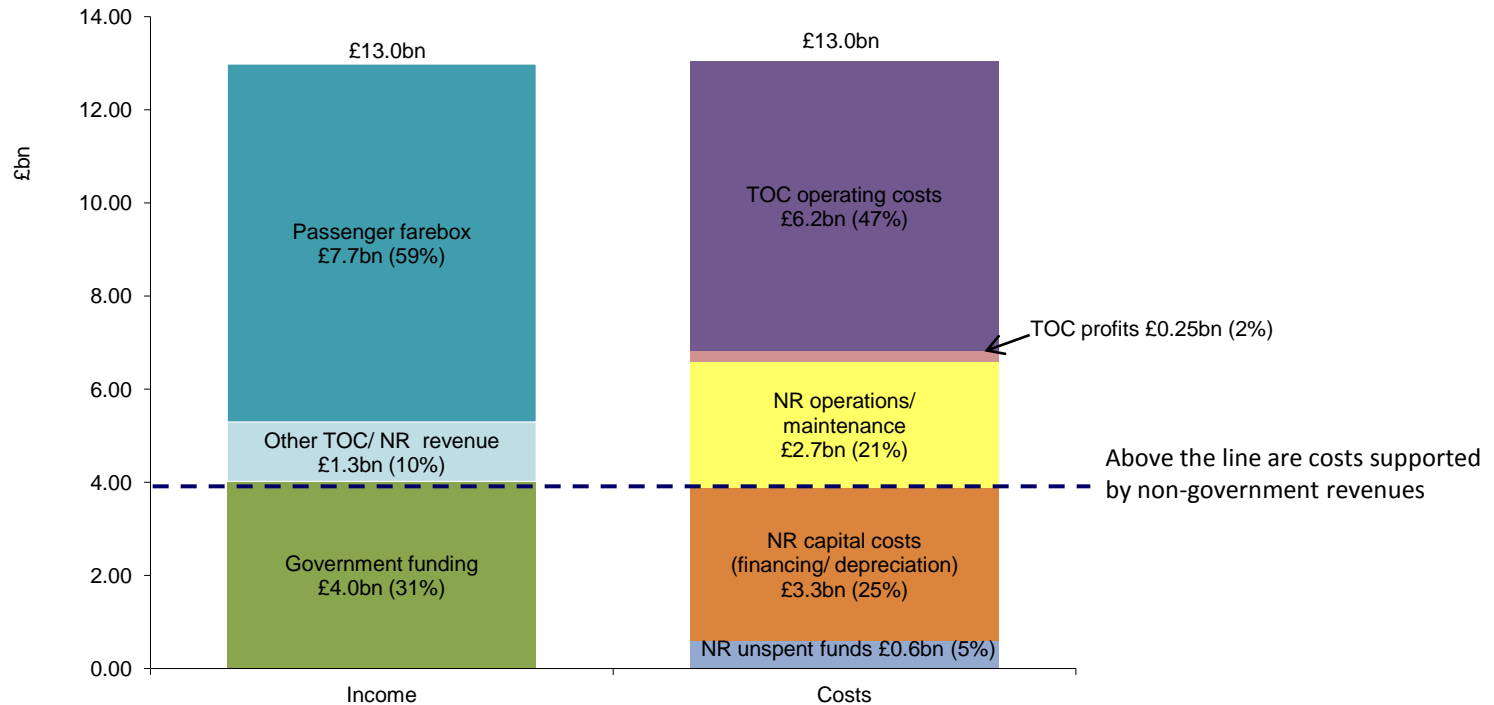 £bn
14.00
12.00
10.00
8.00
6.00
4.00
2.00
0.00
£13.0bn
Passenger farebox
£7.7bn (59%)
Other TOC/ NR  revenue
£1.3bn (10%)
Government funding
£4.0bn (31%)
Income
£13.0bn
TOC operating costs
£6.2bn (47%)
TOC profits £0.25bn (2%)
NR operations/
maintenance
£2.7bn (21%)
Above the line are costs supported
by non-government revenues
NR capital costs
(financing/ depreciation)
£3.3bn (25%)
NR unspent funds £0.6bn (5%)
Costs